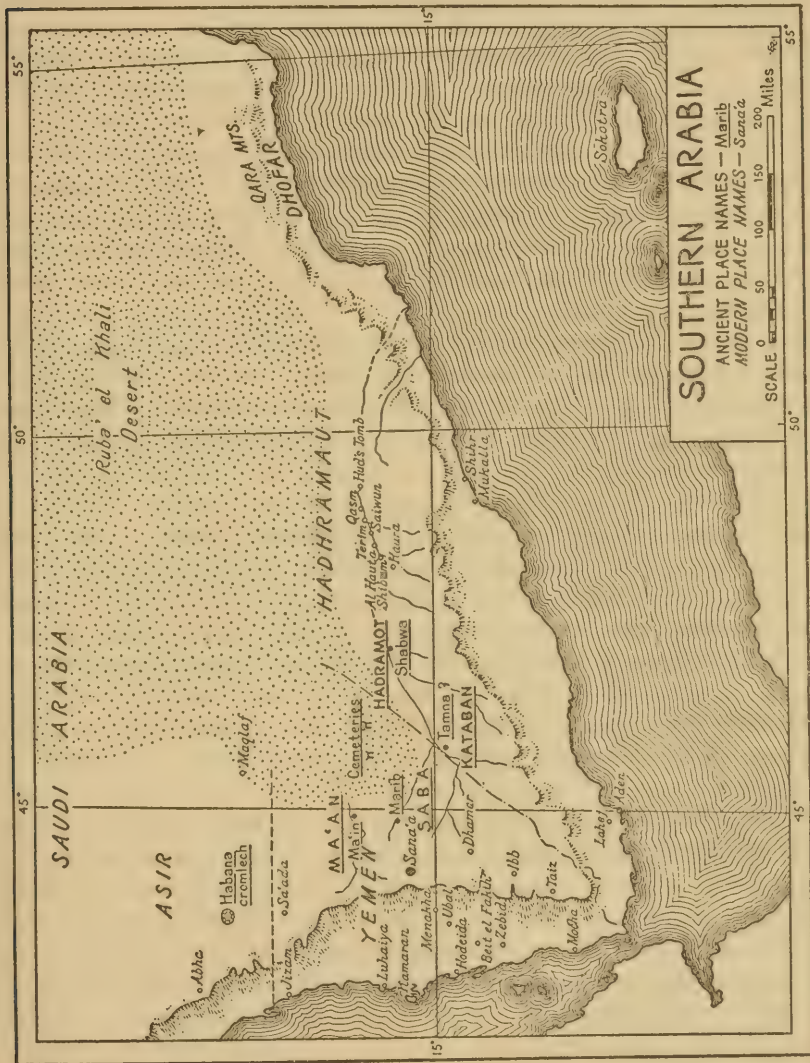 SOUTHERN ARABIA
ANCIENT PLACE NAMES — Marib
MODERN PLACE NAMES — Sana'a
SCALE 0 50 100 150 200 Miles
55°
50°
45°
15°
15°
50°
55°
SAUDI ARABIA
ASIR
Ruba' el Khali
Desert
QARA MTS.
DHOFAR
HADHRAMAUT
Abha
Habana
cromlech
Sa'ada
Jizan
Maqlaf
Cemeteries
MA'AN
Ma'in
YEMEN
Luhaiya
Kamaran
Menakha
Sana'a
Marib
SABA
HADRAMOT
Shabwa
Al Hauta
Shibam
Terim
Qasm
Saiwun
Hud's Tomb
Haura
Tamna?
KATABAN
Dhamar
Ubal
Hodeida
Beit el Fakih
Zebid
Ibb
Taiz
Mocha
Lahej
Aden
Shihr
Mukalla
Sokotra